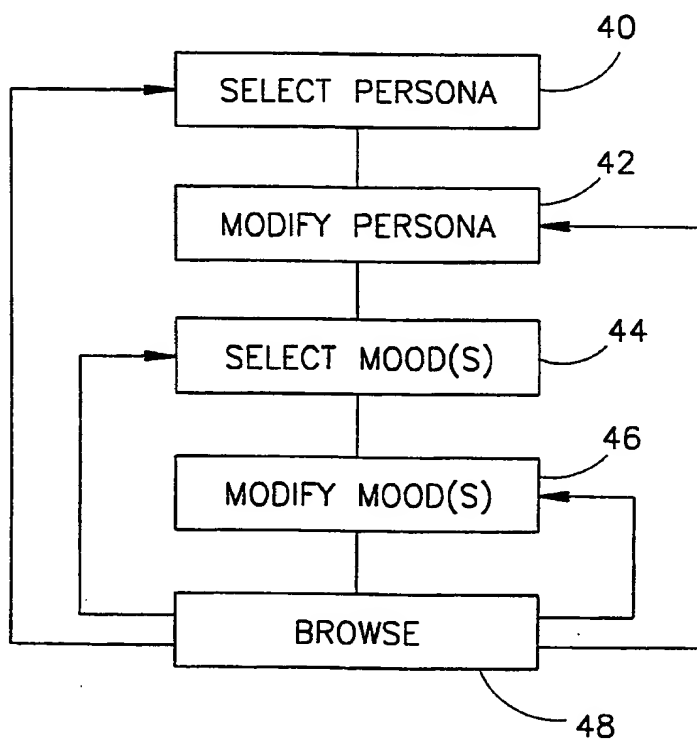 40
SELECT PERSONA
42
MODIFY PERSONA
SELECT MOOD(S)
44
46
MODIFY MOOD(S)
BROWSE
48